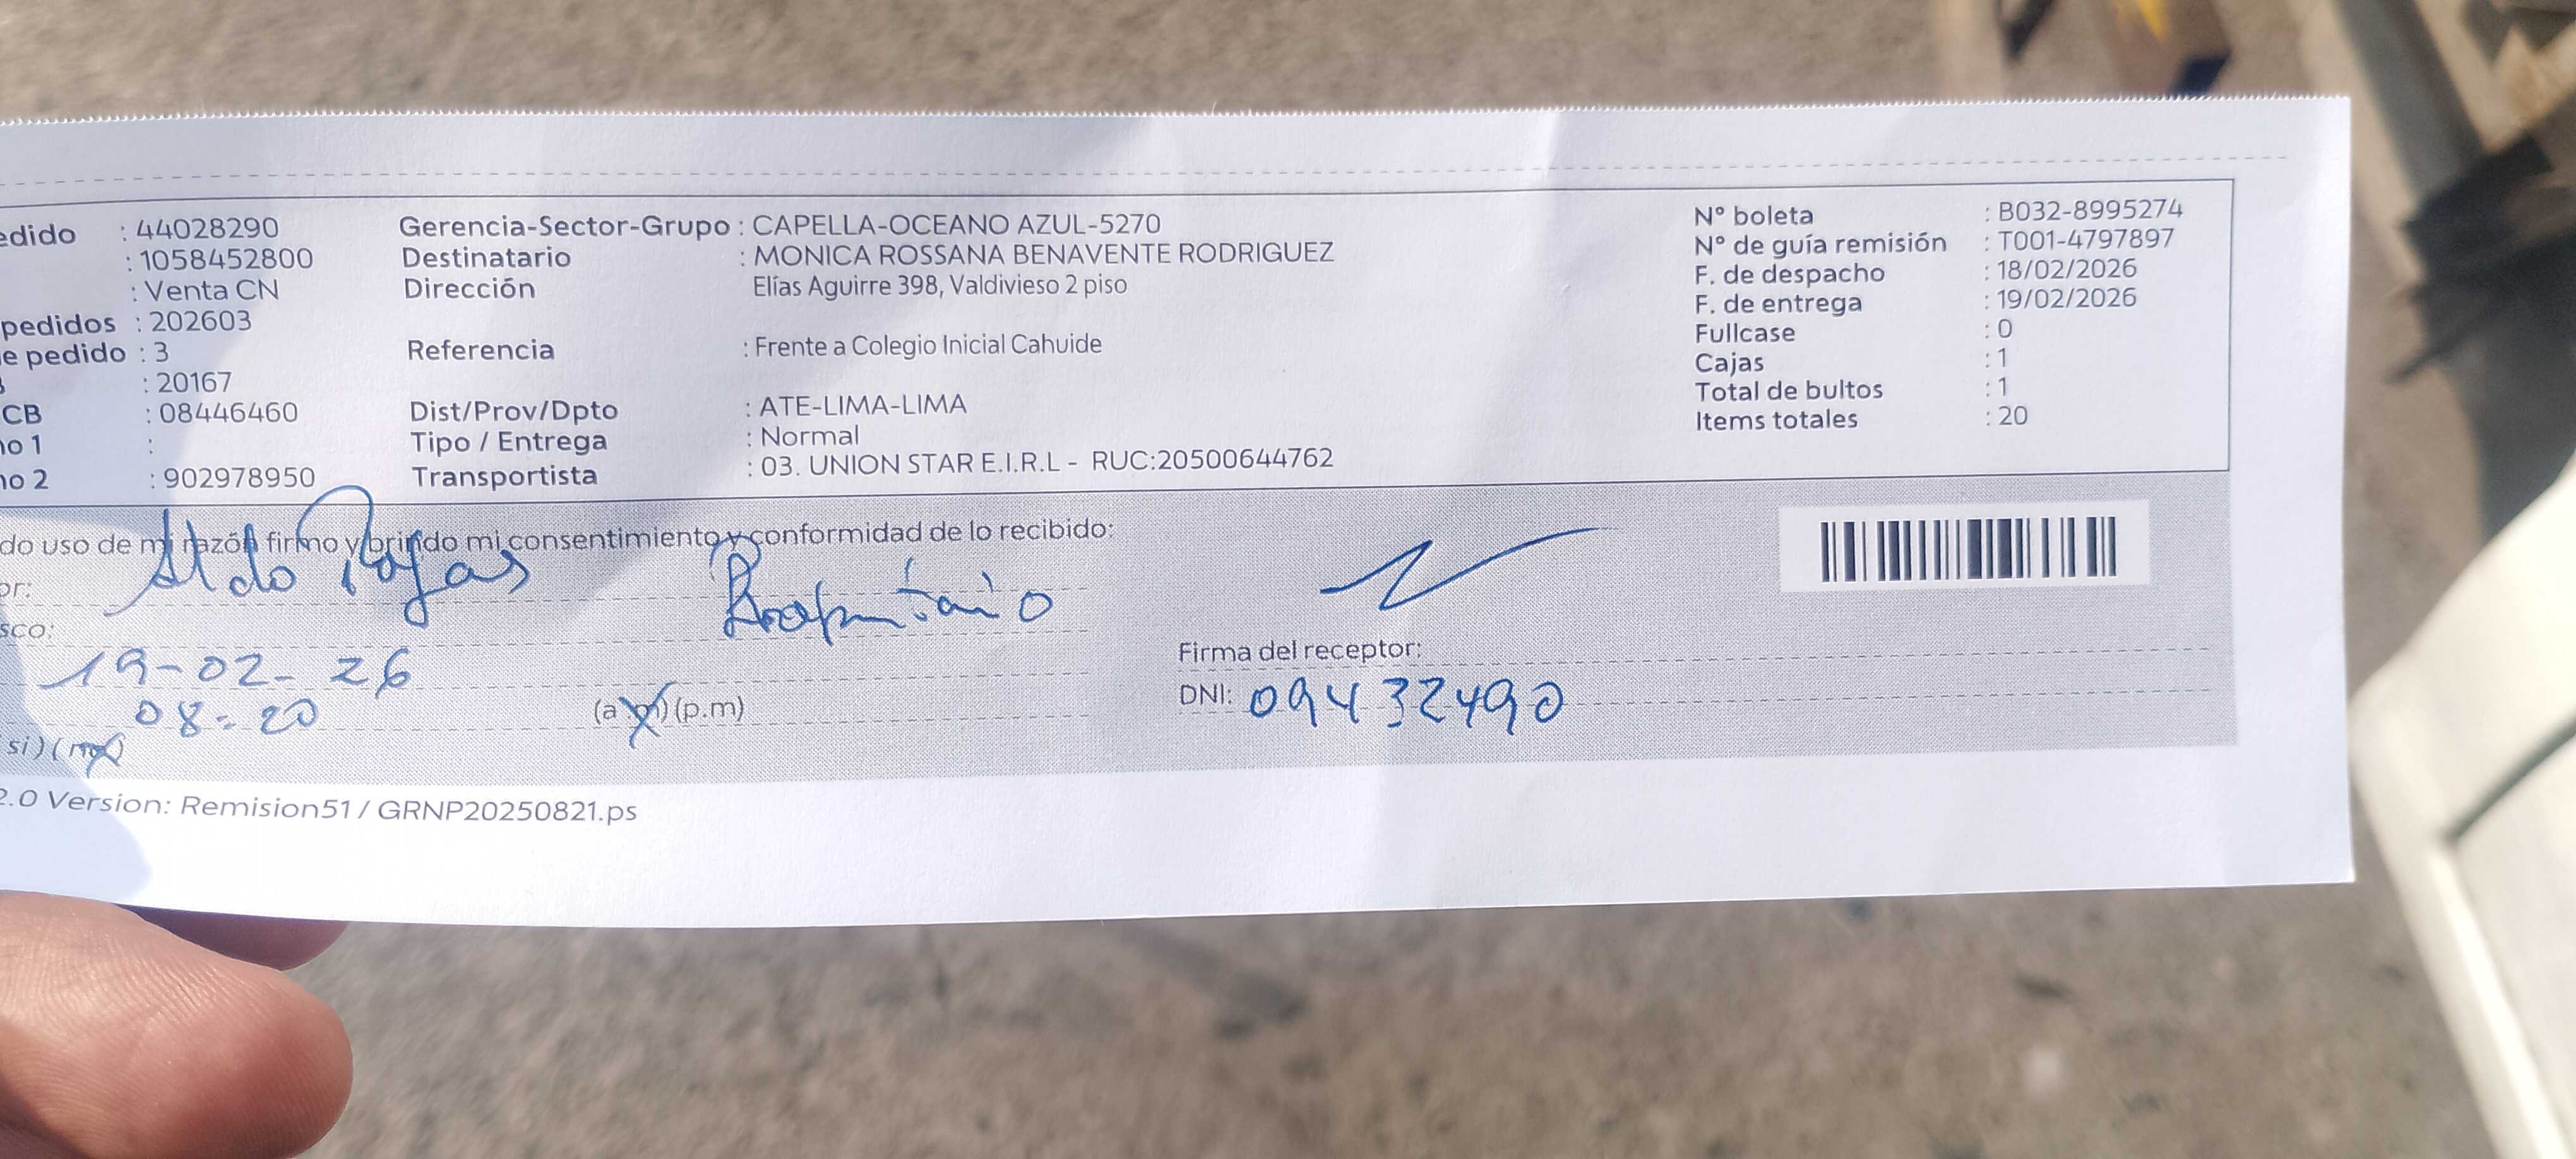 edido : 44028290
: 1058452800
: Venta CN
pedidos : 202603
e pedido : 3
: 20167
CB : 08446460
no 1 :
no 2 : 902978950
Gerencia-Sector-Grupo : CAPELLA-OCEANO AZUL-5270
Destinatario : MONICA ROSSANA BENAVENTE RODRIGUEZ
Dirección Elías Aguirre 398, Valdivieso 2 piso
Referencia : Frente a Colegio Inicial Cahuide
Dist/Prov/Dpto : ATE-LIMA-LIMA
Tipo / Entrega : Normal
Transportista : 03. UNION STAR E.I.R.L - RUC:20500644762
N° boleta : B032-8995274
N° de guía remisión : T001-4797897
F. de despacho : 18/02/2026
F. de entrega : 19/02/2026
Fullcase : 0
Cajas : 1
Total de bultos : 1
Items totales : 20
do uso de mi razón firmo y brindo mi consentimiento y conformidad de lo recibido:
or: Aldo Rojas
sco:
19-02-26
08-20 (a.m) (p.m)
si) (no)
Firma del receptor:
DNI: 09432490
2.0 Version: Remision51 / GRNP20250821.ps